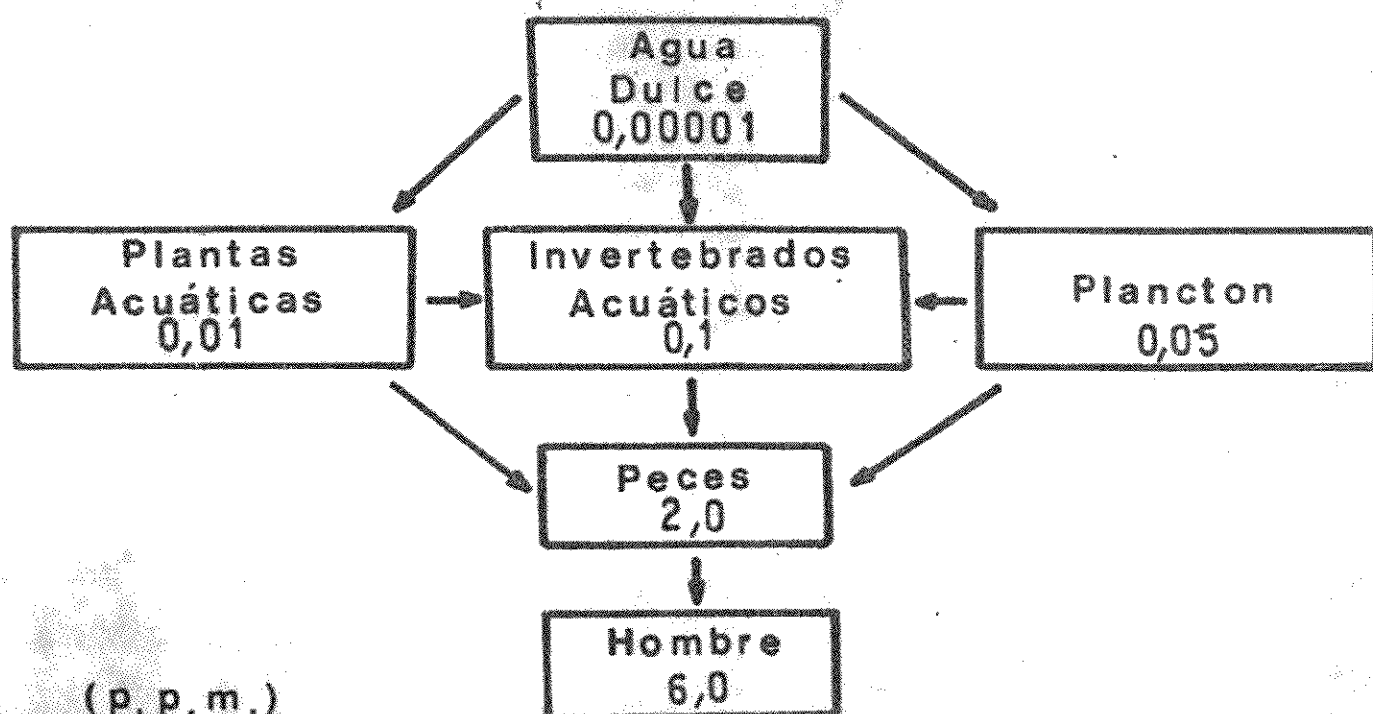 Agua
Dulce
0,00001
Plantas
Acuáticas
0,01
Invertebrados
Acuáticos
0,1
Plancton
0,05
Peces
2,0
Hombre
6,0
(p.p.m.)